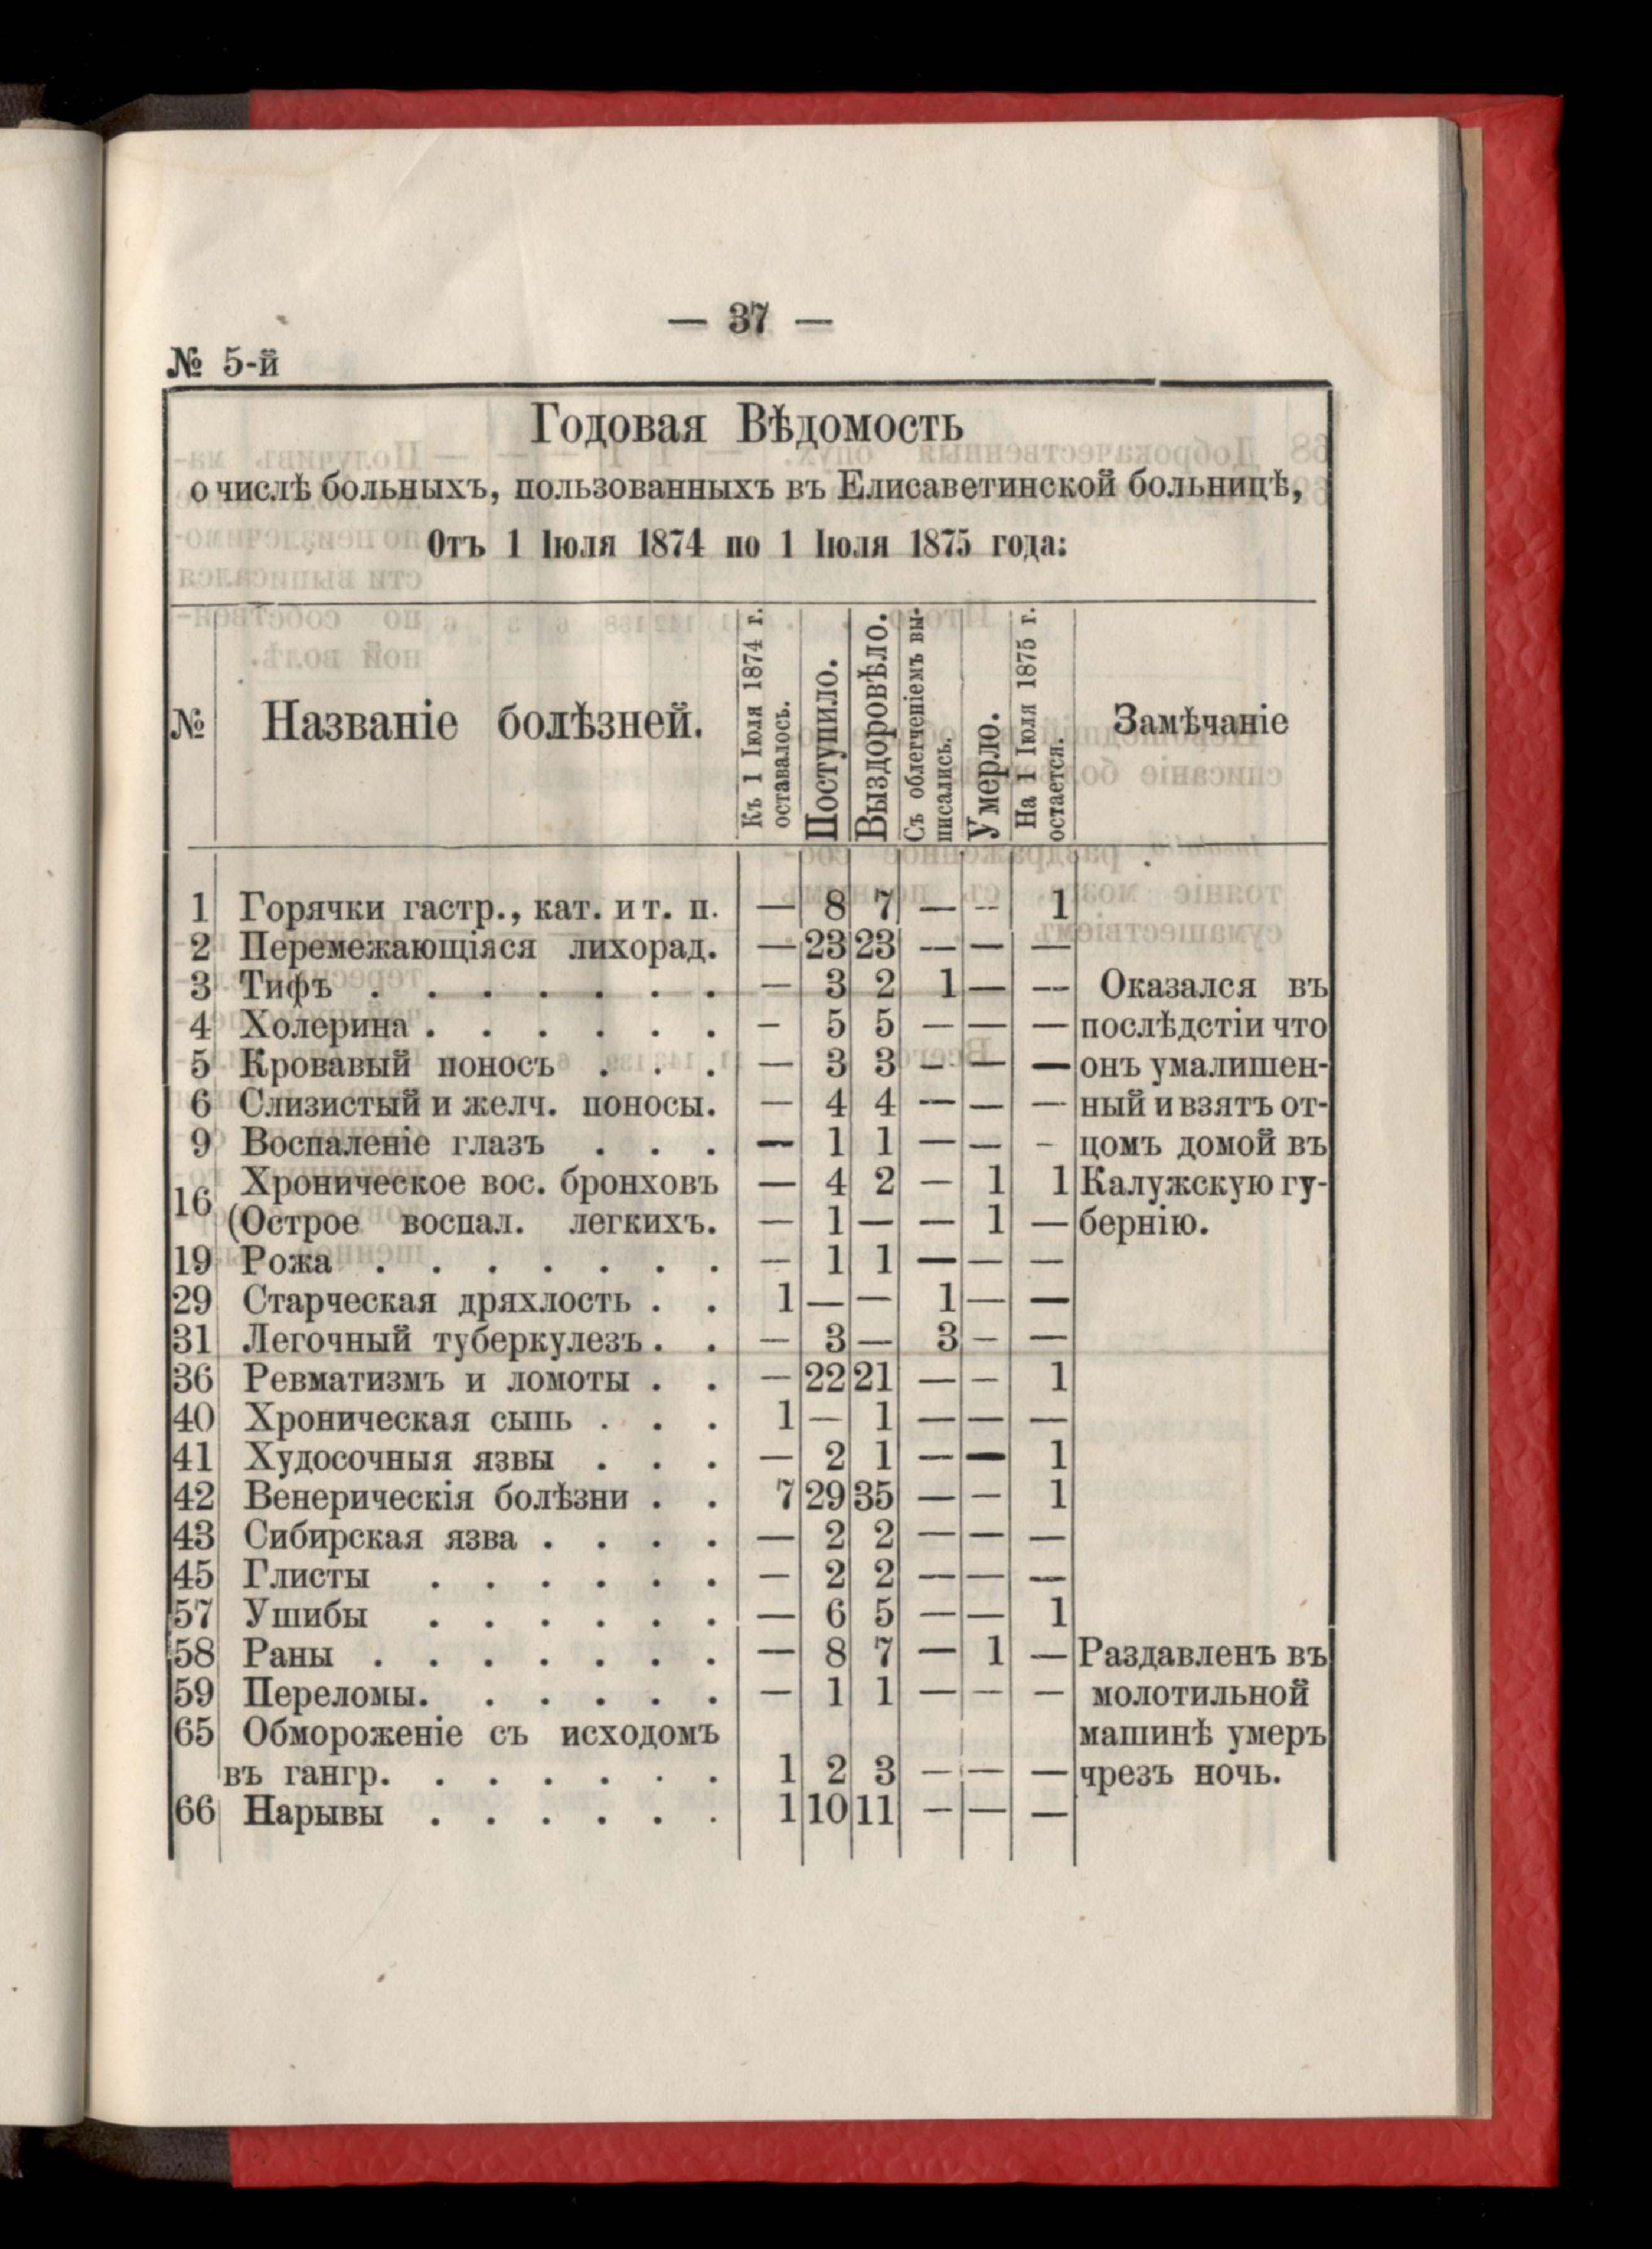 — 37 —
№ 5-й
Годовая Вѣдомость
о числѣ больныхъ, пользованныхъ въ Елисаветинской больницѣ,
Отъ 1 Іюля 1874 по 1 Іюля 1875 года:
№ Названіе болѣзней. Къ 1 Іюля 1874 г. оставалось. Поступило. Выздоровѣло. Съ облегченіемъ выписались. Умерло. На 1 Іюля 1875 г. остается. Замѣчаніе
1 Горячки гастр., кат. и т. п. — 8 7 — -- 1
2 Перемежающіяся лихорад. — 23 23 — — —
3 Тифъ . . . . . . . — 3 2 1 — — Оказался въ
4 Холерина . . . . . . – 5 5 — — — послѣдстіи что
5 Кровавый поносъ . . . — 3 3 – — — онъ умалишен-
6 Слизистый и желч. поносы. — 4 4 — — — ный и взятъ от-
9 Воспаленіе глазъ . . . — 1 1 — — – цомъ домой въ
16 Хроническое вос. бронховъ — 4 2 — 1 1 Калужскую гу-
(Острое воспал. легкихъ. — 1 — — 1 — бернію.
19 Рожа . . . . . . . — 1 1 — — —
29 Старческая дряхлость . . 1 — — 1 — —
31 Легочный туберкулезъ . . — 3 — 3 – —
36 Ревматизмъ и ломоты . . — 22 21 — — 1
40 Хроническая сыпь . . . 1 — 1 — — —
41 Худосочныя язвы . . . — 2 1 — — 1
42 Венерическія болѣзни . . 7 29 35 — — 1
43 Сибирская язва . . . . — 2 2 — — —
45 Глисты . . . . . . — 2 2 — — —
57 Ушибы . . . . . . — 6 5 — — 1
58 Раны . . . . . . . — 8 7 — 1 — Раздавленъ въ
59 Переломы. . . . . . — 1 1 — — — молотильной
65 Обмороженіе съ исходомъ машинѣ умеръ
въ гангр. . . . . . . 1 2 3 — — — чрезъ ночь.
66 Нарывы . . . . . . 1 10 11 – — —